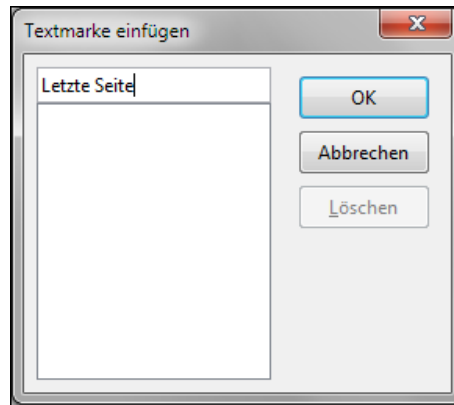 Textmarke einfügen
Letzte Seite
OK
Abbrechen
Löschen